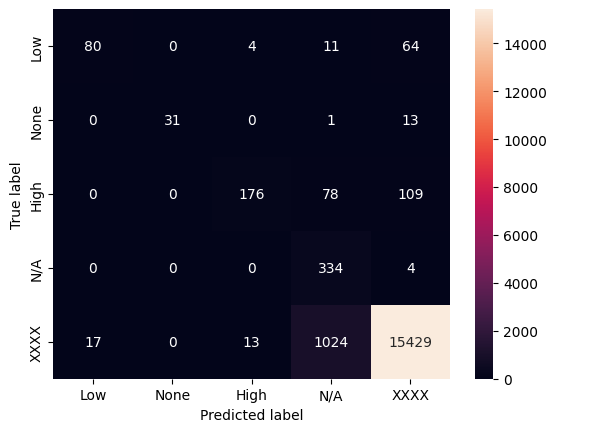 Low 80 0 4 11 64
None 0 31 0 1 13
High 0 0 176 78 109
N/A 0 0 0 334 4
XXXX 17 0 13 1024 15429
Low None High N/A XXXX
Predicted label
True label
14000
12000
10000
8000
6000
4000
2000
0